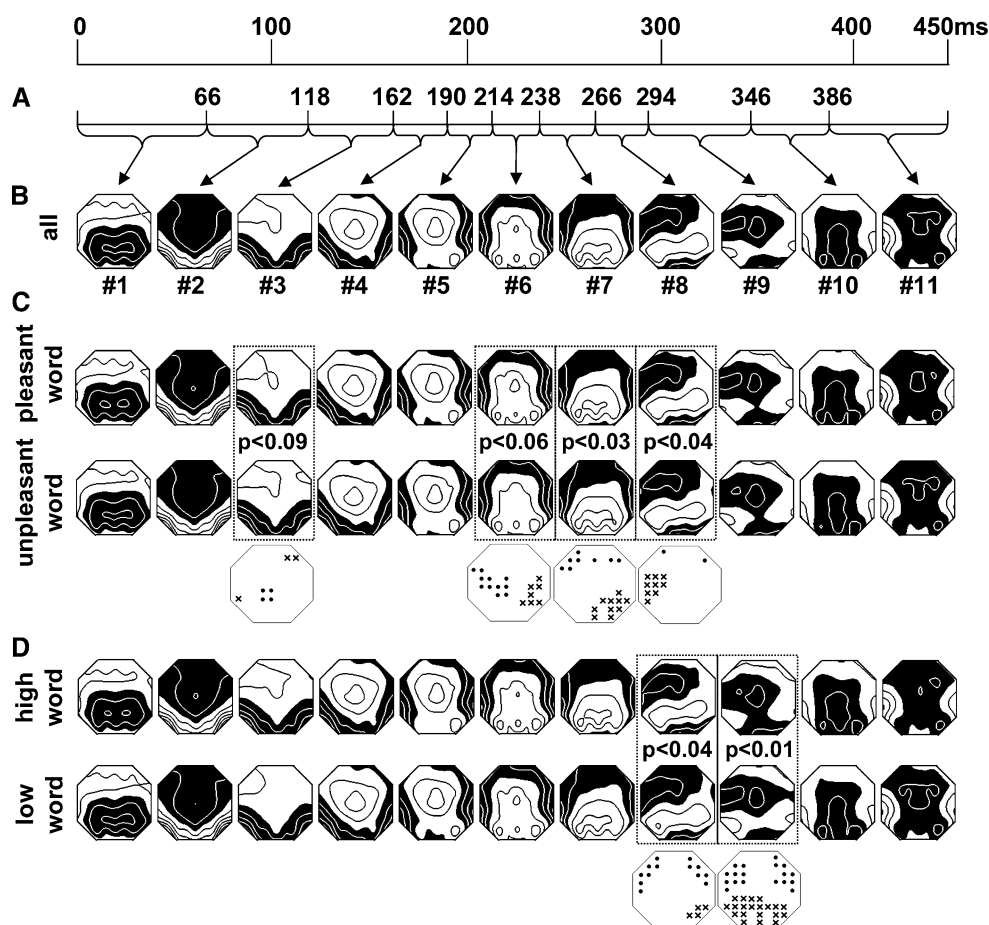 0 100 200 300 400 450ms
A
66 118 162 190 214 238 266 294 346 386
B
all
#1 #2 #3 #4 #5 #6 #7 #8 #9 #10 #11
C
pleasant word
p<0.09 p<0.06 p<0.03 p<0.04
unpleasant word
D
high word
p<0.04 p<0.01
low word